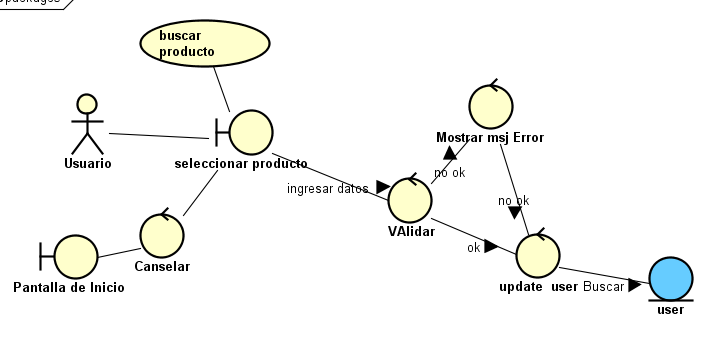 buscar
producto
Usuario
seleccionar producto
Mostrar msj Error
no ok
ingresar datos
no ok
VAlidar
ok
Canselar
Pantalla de Inicio
update user
Buscar
user